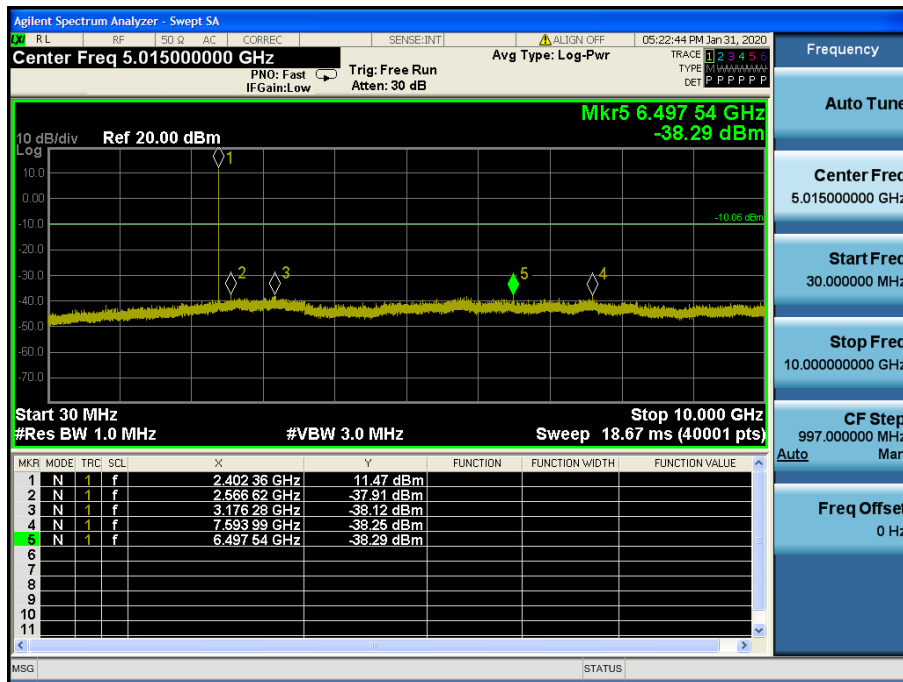 Agilent Spectrum Analyzer - Swept SA
LXI RL RF 50 Ω AC CORREC SENSE:INT ALIGN OFF 05:22:44 PM Jan 31, 2020
Center Freq 5.015000000 GHz
PNO: Fast
IFGain:Low
Trig: Free Run
Atten: 30 dB
Avg Type: Log-Pwr
TRACE 1 2 3 4 5 6
TYPE M W W W W W
DET P P P P P P
Mkr5 6.497 54 GHz
-38.29 dBm
10 dB/div Ref 20.00 dBm
Log
10.0
0.00
-10.0
-20.0
-30.0
-40.0
-50.0
-60.0
-70.0
1
2
3
5
4
-10.06 dBm
Start 30 MHz Stop 10.000 GHz
#Res BW 1.0 MHz #VBW 3.0 MHz Sweep 18.67 ms (40001 pts)
MKR MODE TRC SCL X Y FUNCTION FUNCTION WIDTH FUNCTION VALUE
1 N 1 f 2.402 36 GHz 11.47 dBm
2 N 1 f 2.566 62 GHz -37.91 dBm
3 N 1 f 3.176 28 GHz -38.12 dBm
4 N 1 f 7.593 99 GHz -38.25 dBm
5 N 1 f 6.497 54 GHz -38.29 dBm
6
7
8
9
10
11
MSG STATUS
Frequency
Auto Tune
Center Freq
5.015000000 GHz
Start Freq
30.000000 MHz
Stop Freq
10.000000000 GHz
CF Step
997.000000 MHz
Auto Man
Freq Offset
0 Hz